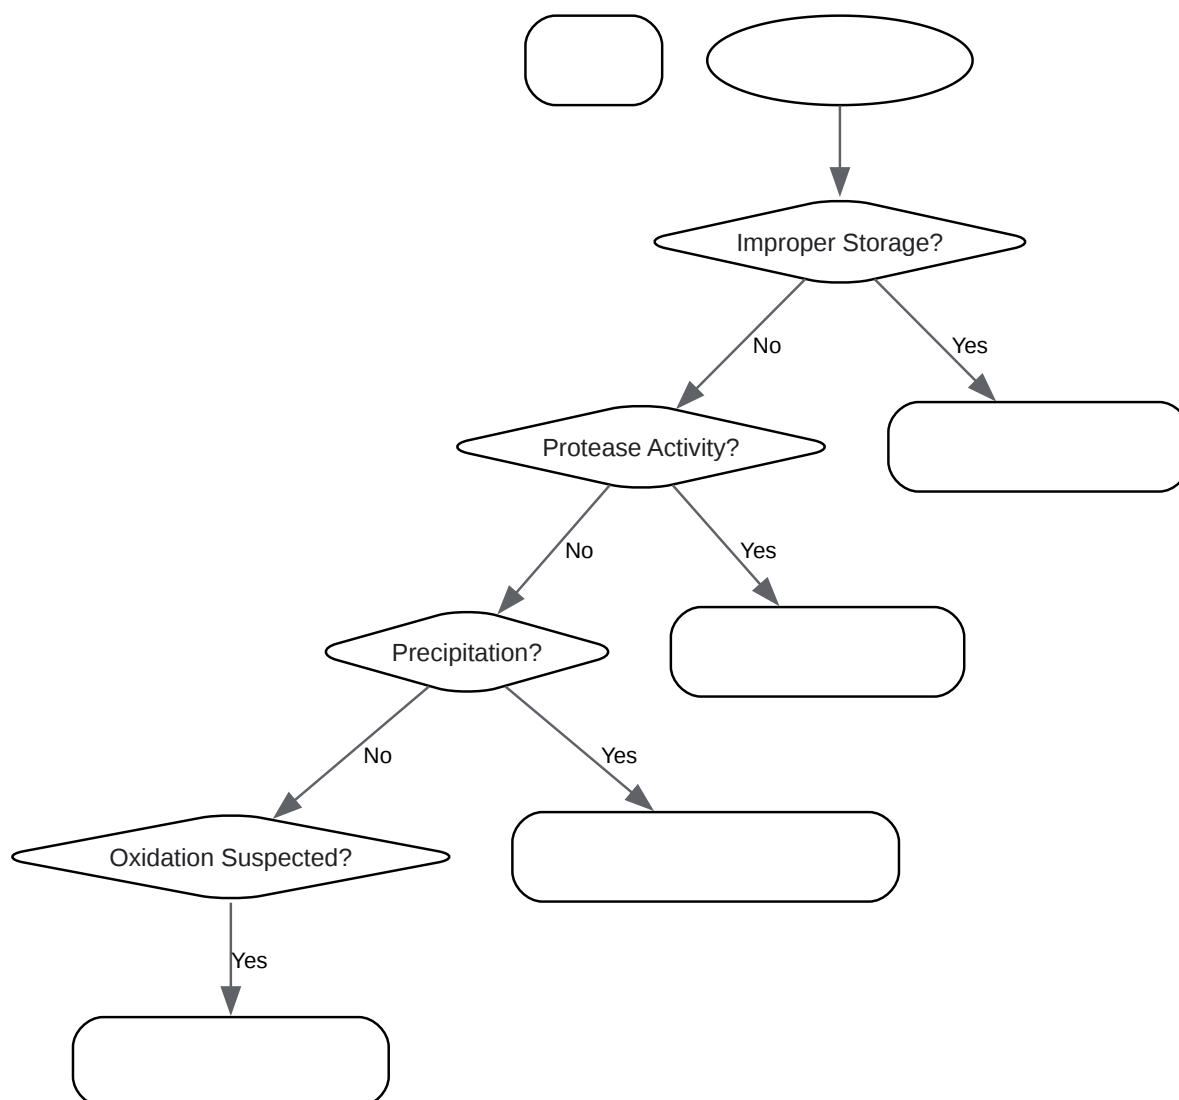 Improper Storage?
No
Yes
Protease Activity?
No
Yes
Precipitation?
No
Yes
Oxidation Suspected?
Yes